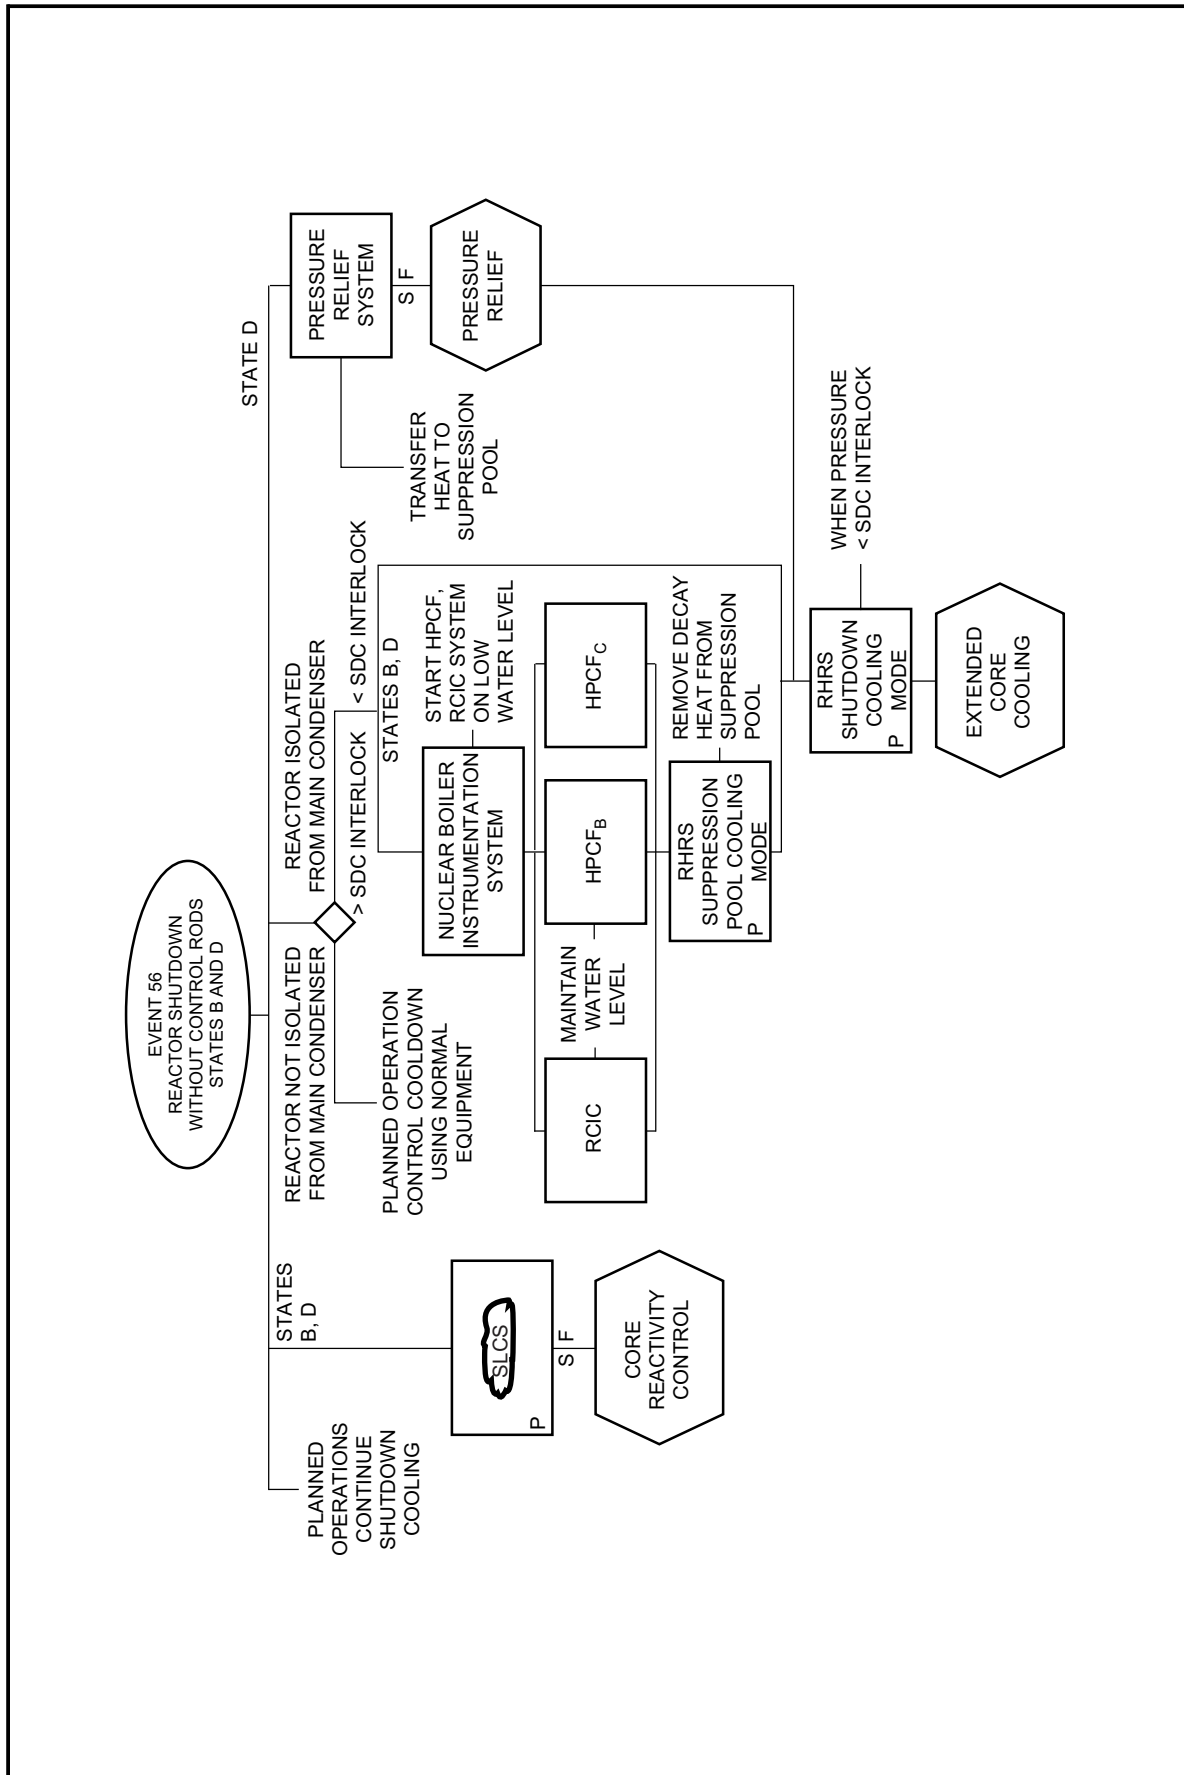 EVENT 56
REACTOR SHUTDOWN
WITHOUT CONTROL RODS
STATES B AND D
PLANNED
OPERATIONS
CONTINUE
SHUTDOWN
COOLING
STATES
B, D
SLCS
P
S F
CORE
REACTIVITY
CONTROL
REACTOR NOT ISOLATED
FROM MAIN CONDENSER
PLANNED OPERATION
CONTROL COOLDOWN
USING NORMAL
EQUIPMENT
REACTOR ISOLATED
FROM MAIN CONDENSER
> SDC INTERLOCK
< SDC INTERLOCK
STATES B, D
NUCLEAR BOILER
INSTRUMENTATION
SYSTEM
START HPCF,
RCIC SYSTEM
ON LOW
WATER LEVEL
RCIC
MAINTAIN
WATER
LEVEL
HPCFB
HPCFC
RHRS
SUPPRESSION
POOL COOLING
MODE
P
REMOVE DECAY
HEAT FROM
SUPPRESSION
POOL
STATE D
PRESSURE
RELIEF
SYSTEM
TRANSFER
HEAT TO
SUPPRESSION
POOL
S F
PRESSURE
RELIEF
RHRS
SHUTDOWN
COOLING
MODE
P
WHEN PRESSURE
< SDC INTERLOCK
EXTENDED
CORE
COOLING